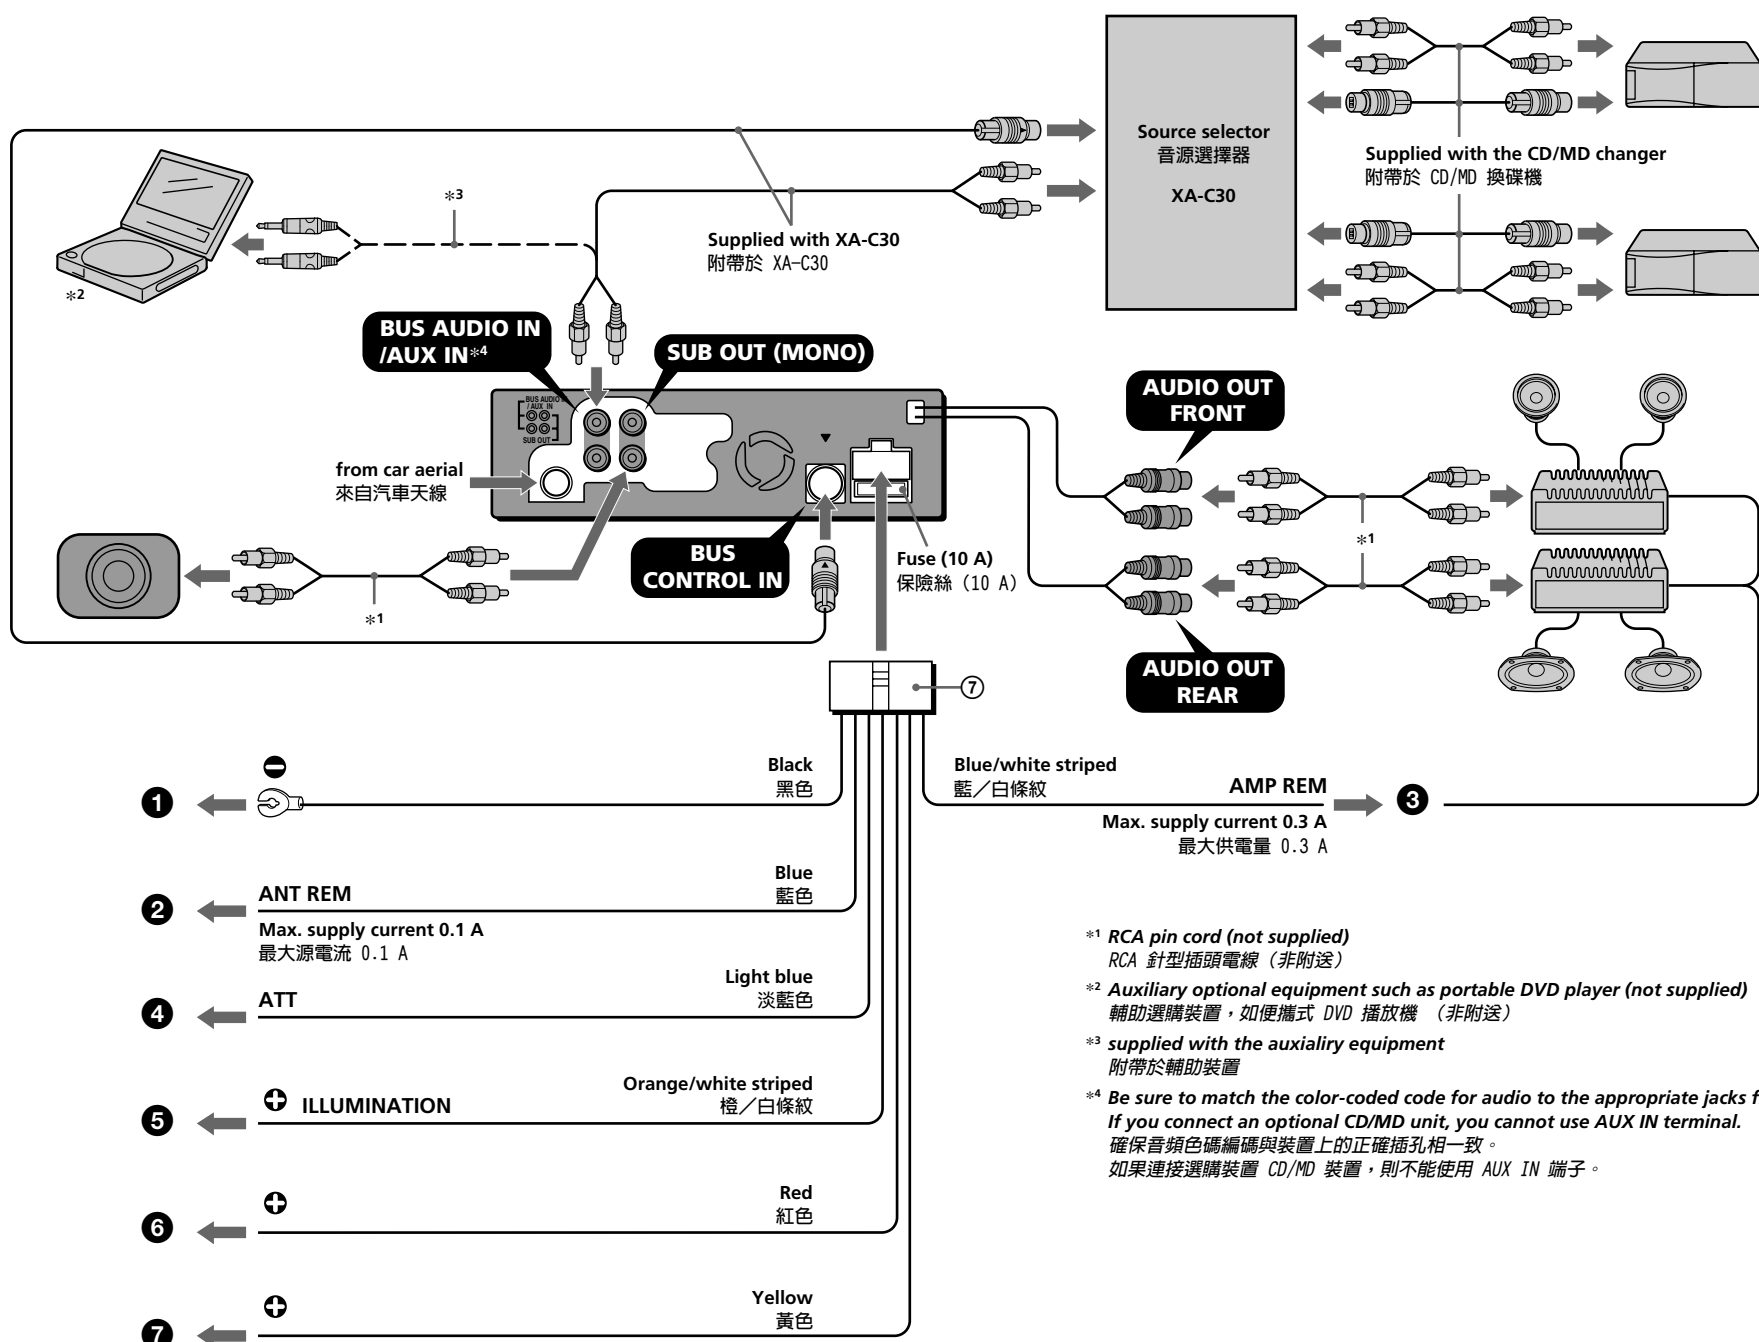 Source selector
音源選擇器
XA-C30
Supplied with the CD/MD changer
附帶於 CD/MD 換碟機
*3
Supplied with XA-C30
附帶於 XA-C30
*2
BUS AUDIO IN
/AUX IN*4
SUB OUT (MONO)
BUS AUDIO IN
/ AUX IN
SUB OUT
AUDIO OUT
FRONT
from car aerial
來自汽車天線
BUS
CONTROL IN
Fuse (10 A)
保險絲（10 A）
*1
*1
AUDIO OUT
REAR
⑦
Black
黑色
❶
Blue/white striped
藍／白條紋
AMP REM
❸
Max. supply current 0.3 A
最大供電量 0.3 A
Blue
藍色
❷
ANT REM
Max. supply current 0.1 A
最大源電流 0.1 A
Light blue
淡藍色
❹
ATT
Orange/white striped
橙／白條紋
❺
ILLUMINATION
Red
紅色
❻
Yellow
黃色
❼
*1 RCA pin cord (not supplied)
RCA 針型插頭電線（非附送）
*2 Auxiliary optional equipment such as portable DVD player (not supplied)
輔助選購裝置，如便攜式 DVD 播放機 （非附送）
*3 supplied with the auxialiry equipment
附帶於輔助裝置
*4 Be sure to match the color-coded code for audio to the appropriate jacks f
If you connect an optional CD/MD unit, you cannot use AUX IN terminal.
確保音頻色碼編碼與裝置上的正確插孔相一致。
如果連接選購裝置 CD/MD 裝置，則不能使用 AUX IN 端子。